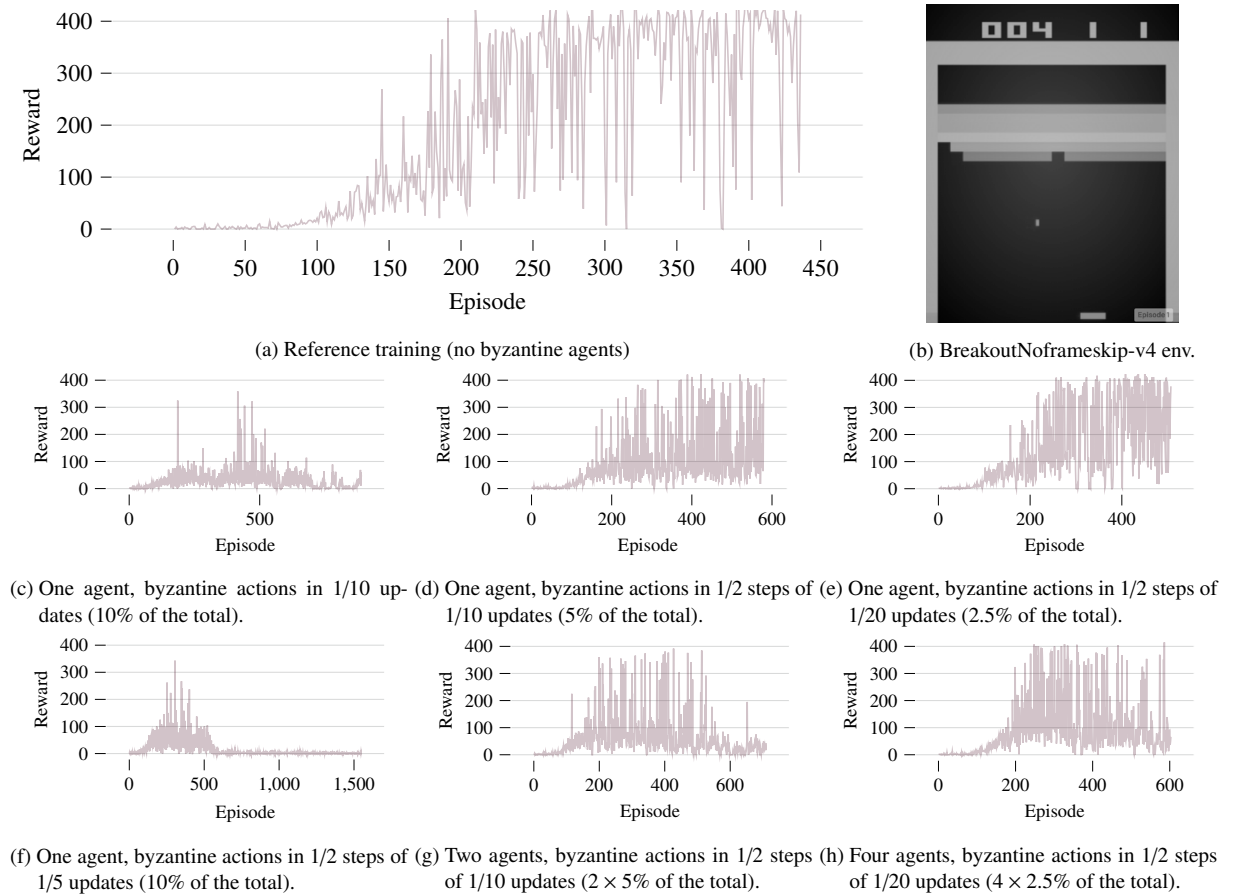 400
300
200
100
0
Reward
0 50 100 150 200 250 300 350 400 450
Episode
(a) Reference training (no byzantine agents)
004 1 1
Episode 1
(b) BreakoutNoframeskip-v4 env.
400
300
200
100
0
Reward
0 500
Episode
(c) One agent, byzantine actions in 1/10 up-
dates (10% of the total).
400
300
200
100
0
Reward
0 200 400 600
Episode
(d) One agent, byzantine actions in 1/2 steps of
1/10 updates (5% of the total).
400
300
200
100
0
Reward
0 200 400
Episode
(e) One agent, byzantine actions in 1/2 steps of
1/20 updates (2.5% of the total).
400
300
200
100
0
Reward
0 500 1,000 1,500
Episode
(f) One agent, byzantine actions in 1/2 steps of
1/5 updates (10% of the total).
400
300
200
100
0
Reward
0 200 400 600
Episode
(g) Two agents, byzantine actions in 1/2 steps
of 1/10 updates (2 × 5% of the total).
400
300
200
100
0
Reward
0 200 400 600
Episode
(h) Four agents, byzantine actions in 1/2 steps
of 1/20 updates (4 × 2.5% of the total).